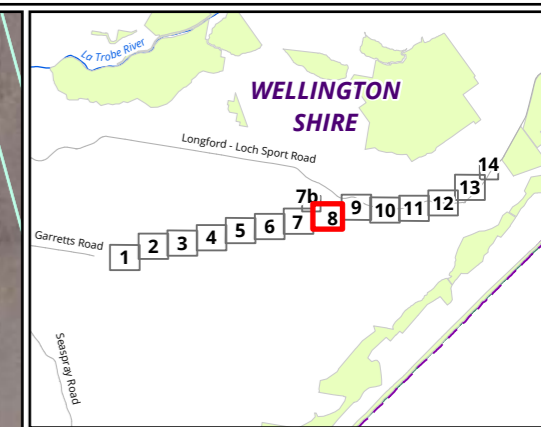 La Trobe River
WELLINGTON
SHIRE
Longford - Loch Sport Road
14
13
7b
12
11
10
9
8
7
6
5
4
3
2
1
Garretts Road
Seaspray Road